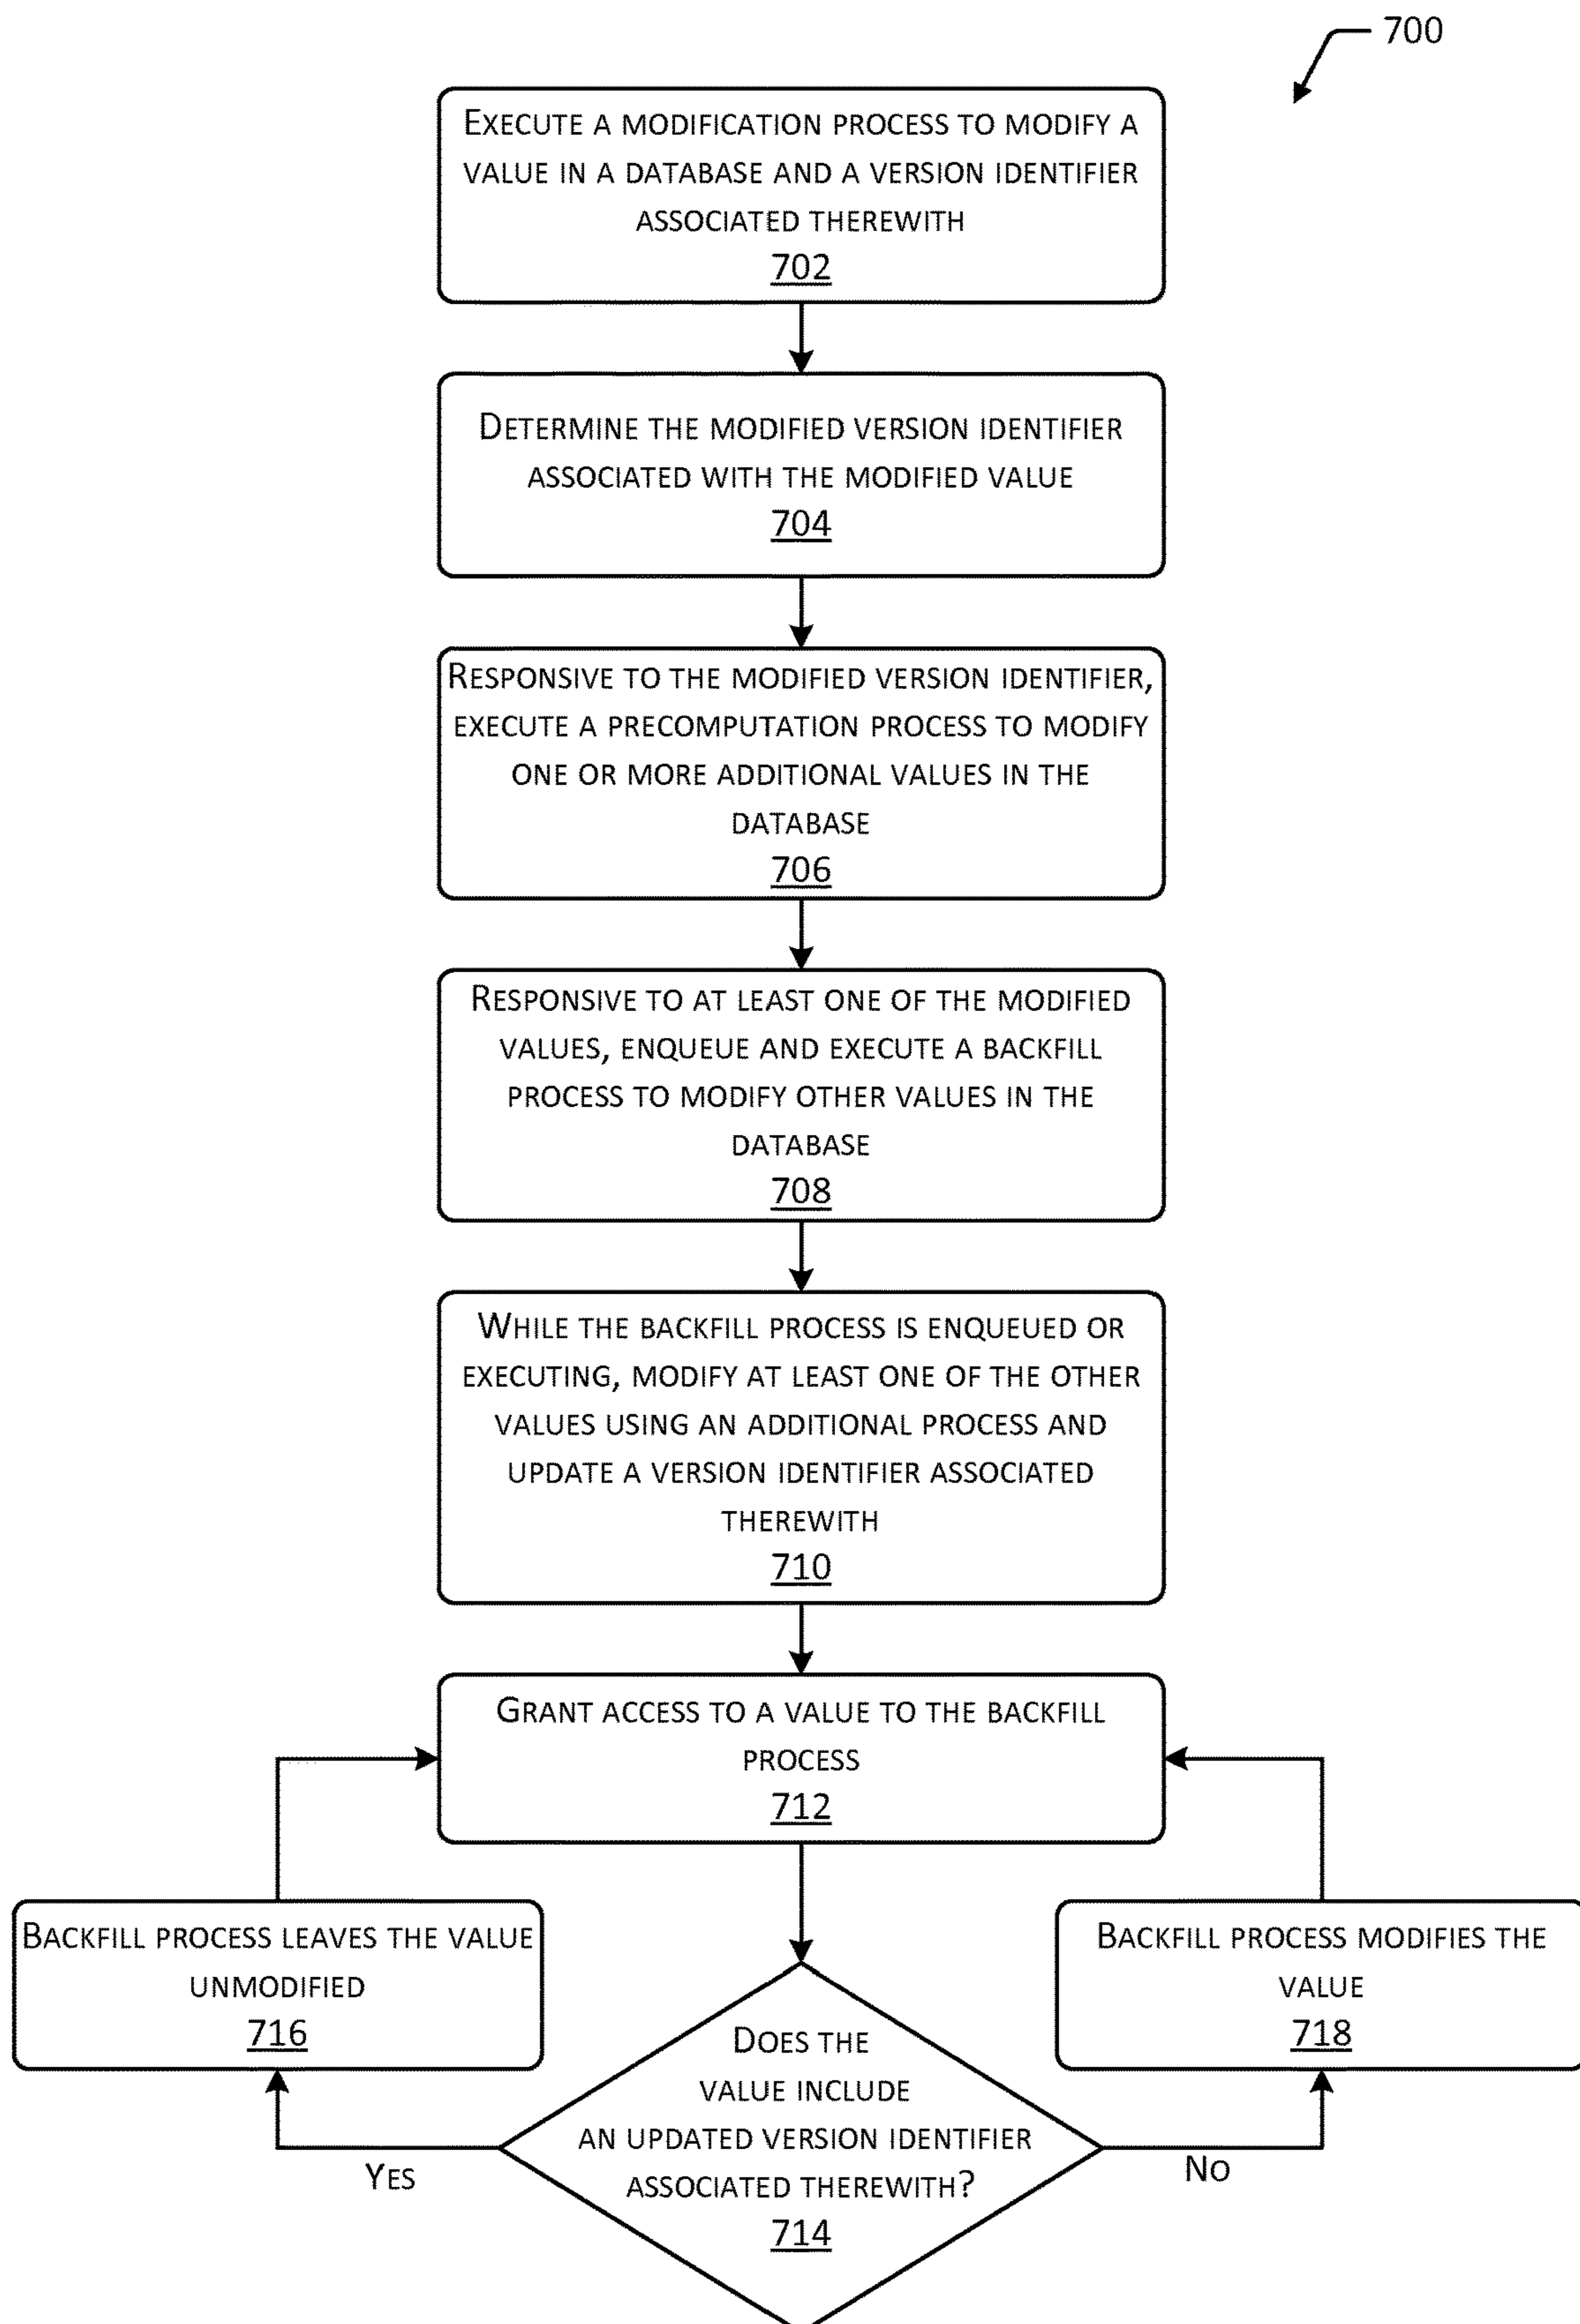 700
Execute a modification process to modify a
value in a database and a version identifier
associated therewith
702
Determine the modified version identifier
associated with the modified value
704
Responsive to the modified version identifier,
execute a precomputation process to modify
one or more additional values in the
database
706
Responsive to at least one of the modified
values, enqueue and execute a backfill
process to modify other values in the
database
708
While the backfill process is enqueued or
executing, modify at least one of the other
values using an additional process and
update a version identifier associated
therewith
710
Grant access to a value to the backfill
process
712
Backfill process leaves the value
unmodified
716
Backfill process modifies the
value
718
Does the
value include
an updated version identifier
associated therewith?
714
Yes
No